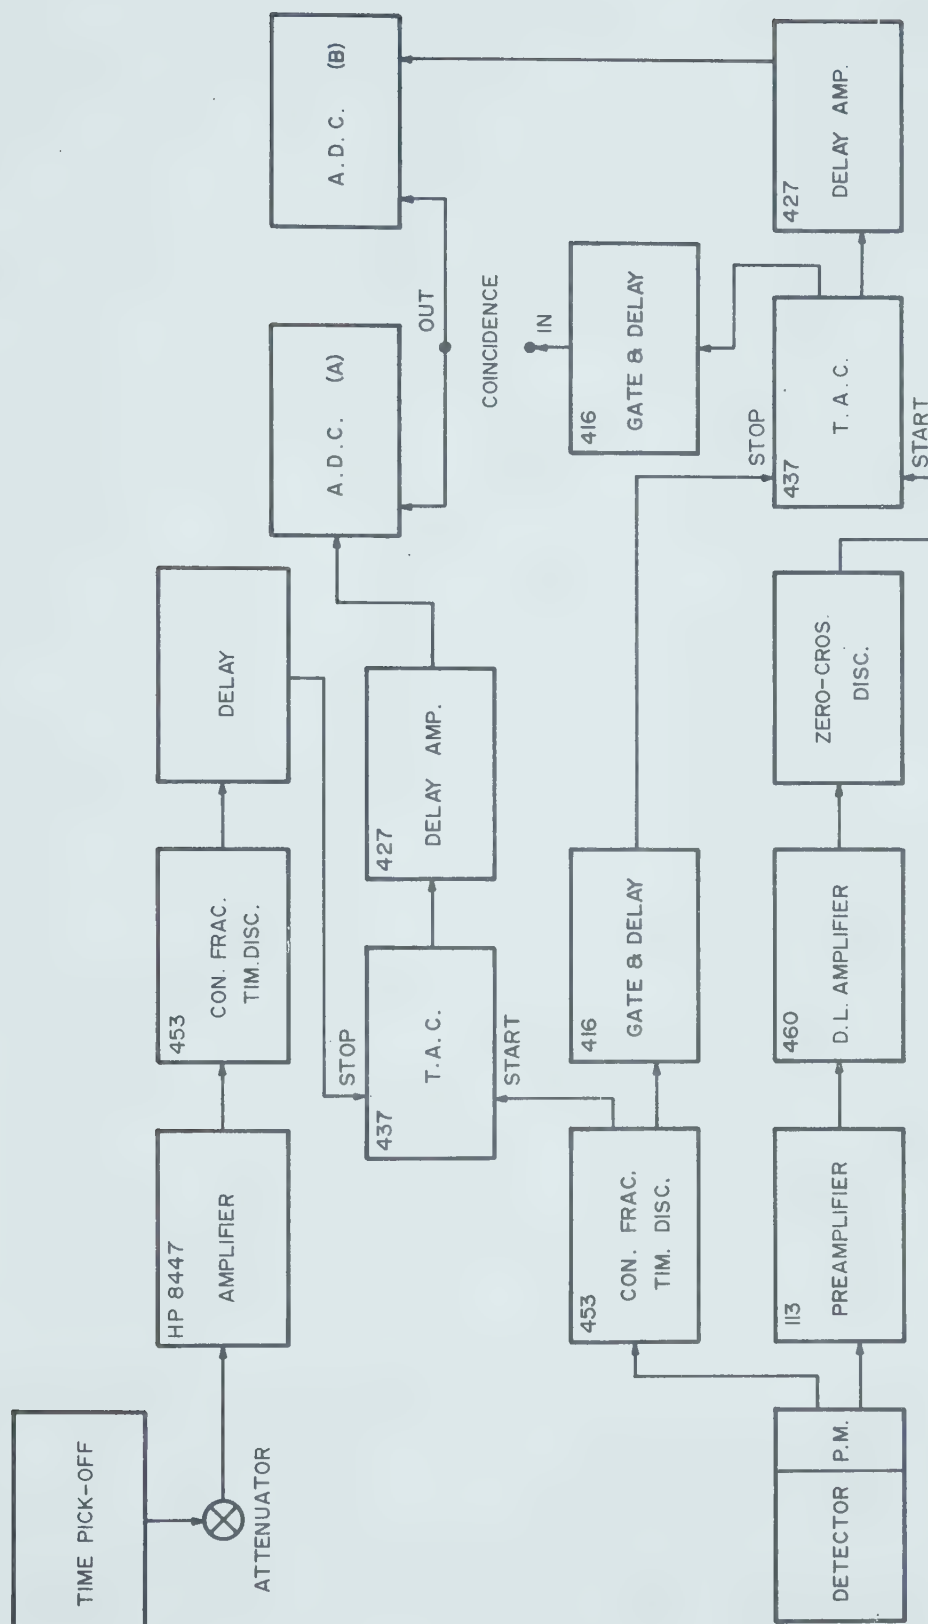 TIME PICK-OFF
ATTENUATOR
HP 8447
AMPLIFIER
453
CON. FRAC.
TIM. DISC.
DELAY
STOP
437
T. A. C.
START
427
DELAY AMP.
A. D. C. (A)
A. D. C. (B)
OUT
COINCIDENCE
IN
453
CON. FRAC.
TIM. DISC.
416
GATE & DELAY
416
GATE & DELAY
DETECTOR
P.M.
113
PREAMPLIFIER
460
D.L. AMPLIFIER
ZERO-CROS.
DISC.
STOP
437
T. A. C.
START
427
DELAY AMP.